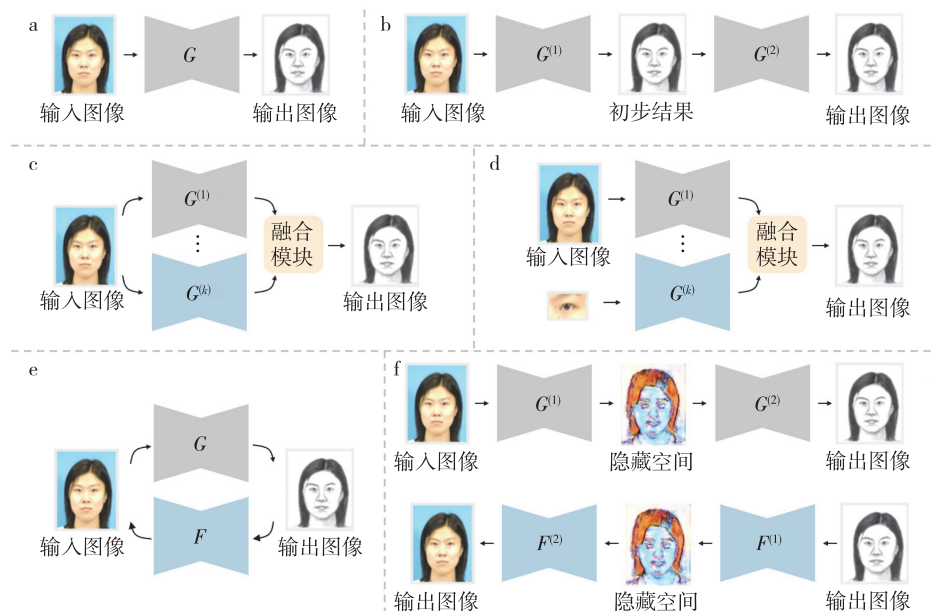 a
G
输入图像
输出图像
b
G(1)
G(2)
输入图像
初步结果
输出图像
c
G(1)
⋮
G(k)
融合
模块
输入图像
输出图像
d
G(1)
⋮
G(k)
融合
模块
输入图像
输出图像
e
G
F
输入图像
输出图像
f
G(1)
G(2)
输入图像
隐藏空间
输出图像
F(2)
F(1)
输出图像
隐藏空间
输出图像